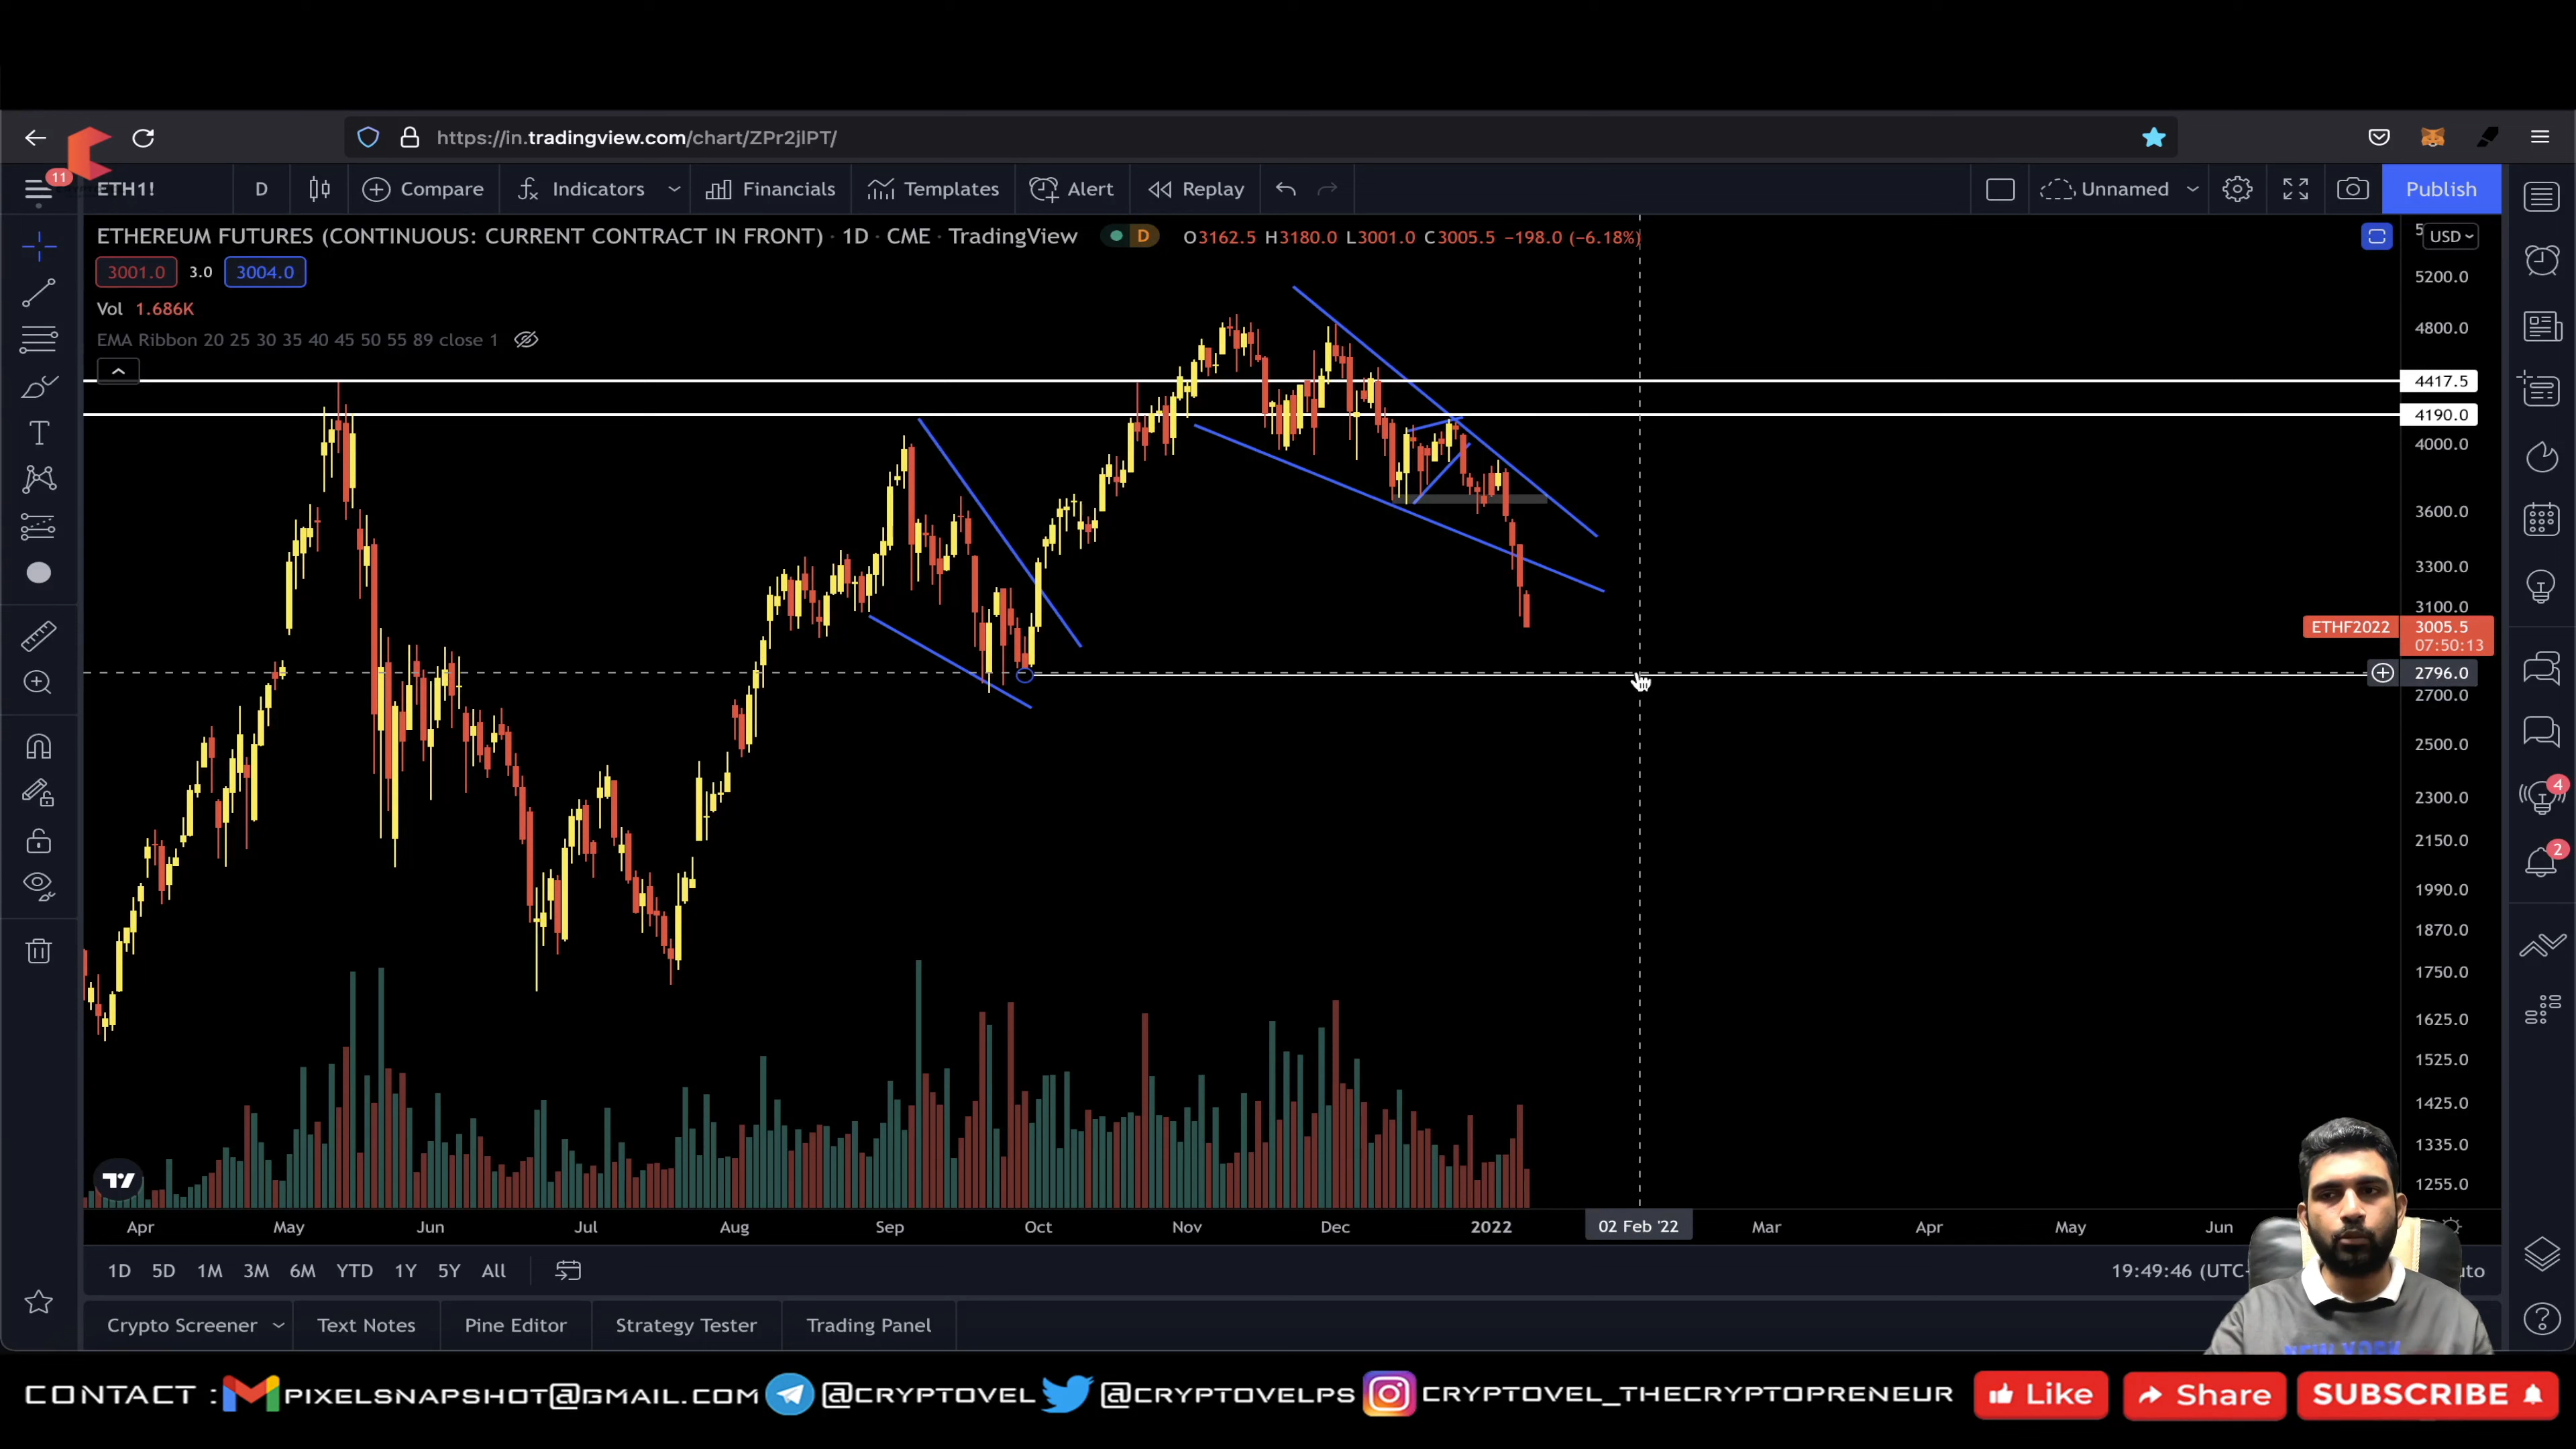 https://in.tradingview.com/chart/ZPr2jlPT/
11
ETH1! D Compare Indicators Financials Templates Alert Replay Unnamed Publish
ETHEREUM FUTURES (CONTINUOUS: CURRENT CONTRACT IN FRONT) · 1D · CME · TradingView D O3162.5 H3180.0 L3001.0 C3005.5 −198.0 (−6.18%)
USD
3001.0 3.0 3004.0
Vol 1.686K
EMA Ribbon 20 25 30 35 40 45 50 55 89 close 1
5200.0
4800.0
4417.5
4190.0
4000.0
3600.0
3300.0
3100.0
ETHF2022 3005.5
07:50:13
2796.0
2700.0
2500.0
2300.0
2150.0
1990.0
1870.0
1750.0
1625.0
1525.0
1425.0
1335.0
1255.0
4
2
Apr May Jun Jul Aug Sep Oct Nov Dec 2022 02 Feb '22 Mar Apr May Jun
1D 5D 1M 3M 6M YTD 1Y 5Y All 19:49:46 (UTC-
Crypto Screener Text Notes Pine Editor Strategy Tester Trading Panel
NEW YORK
CONTACT : PIXELSNAPSHOT@GMAIL.COM @CRYPTOVEL @CRYPTOVELPS CRYPTOVEL_THECRYPTOPRENEUR Like Share SUBSCRIBE